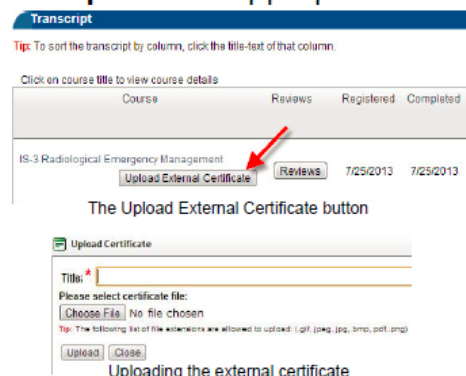 Transcript
Tip: To sort the transcript by column, click the title-text of that column.
Click on course title to view course details
Course Reviews Registered Completed
IS-3 Radiological Emergency Management
Upload External Certificate Reviews 7/25/2013 7/25/2013
The Upload External Certificate button
Upload Certificate
Title: *
Please select certificate file:
Choose File No file chosen
Tip: The following list of file extensions are allowed to upload: (.gif, jpeg, jpg, bmp, pdf, png)
Upload Close
Uploading the external certificate